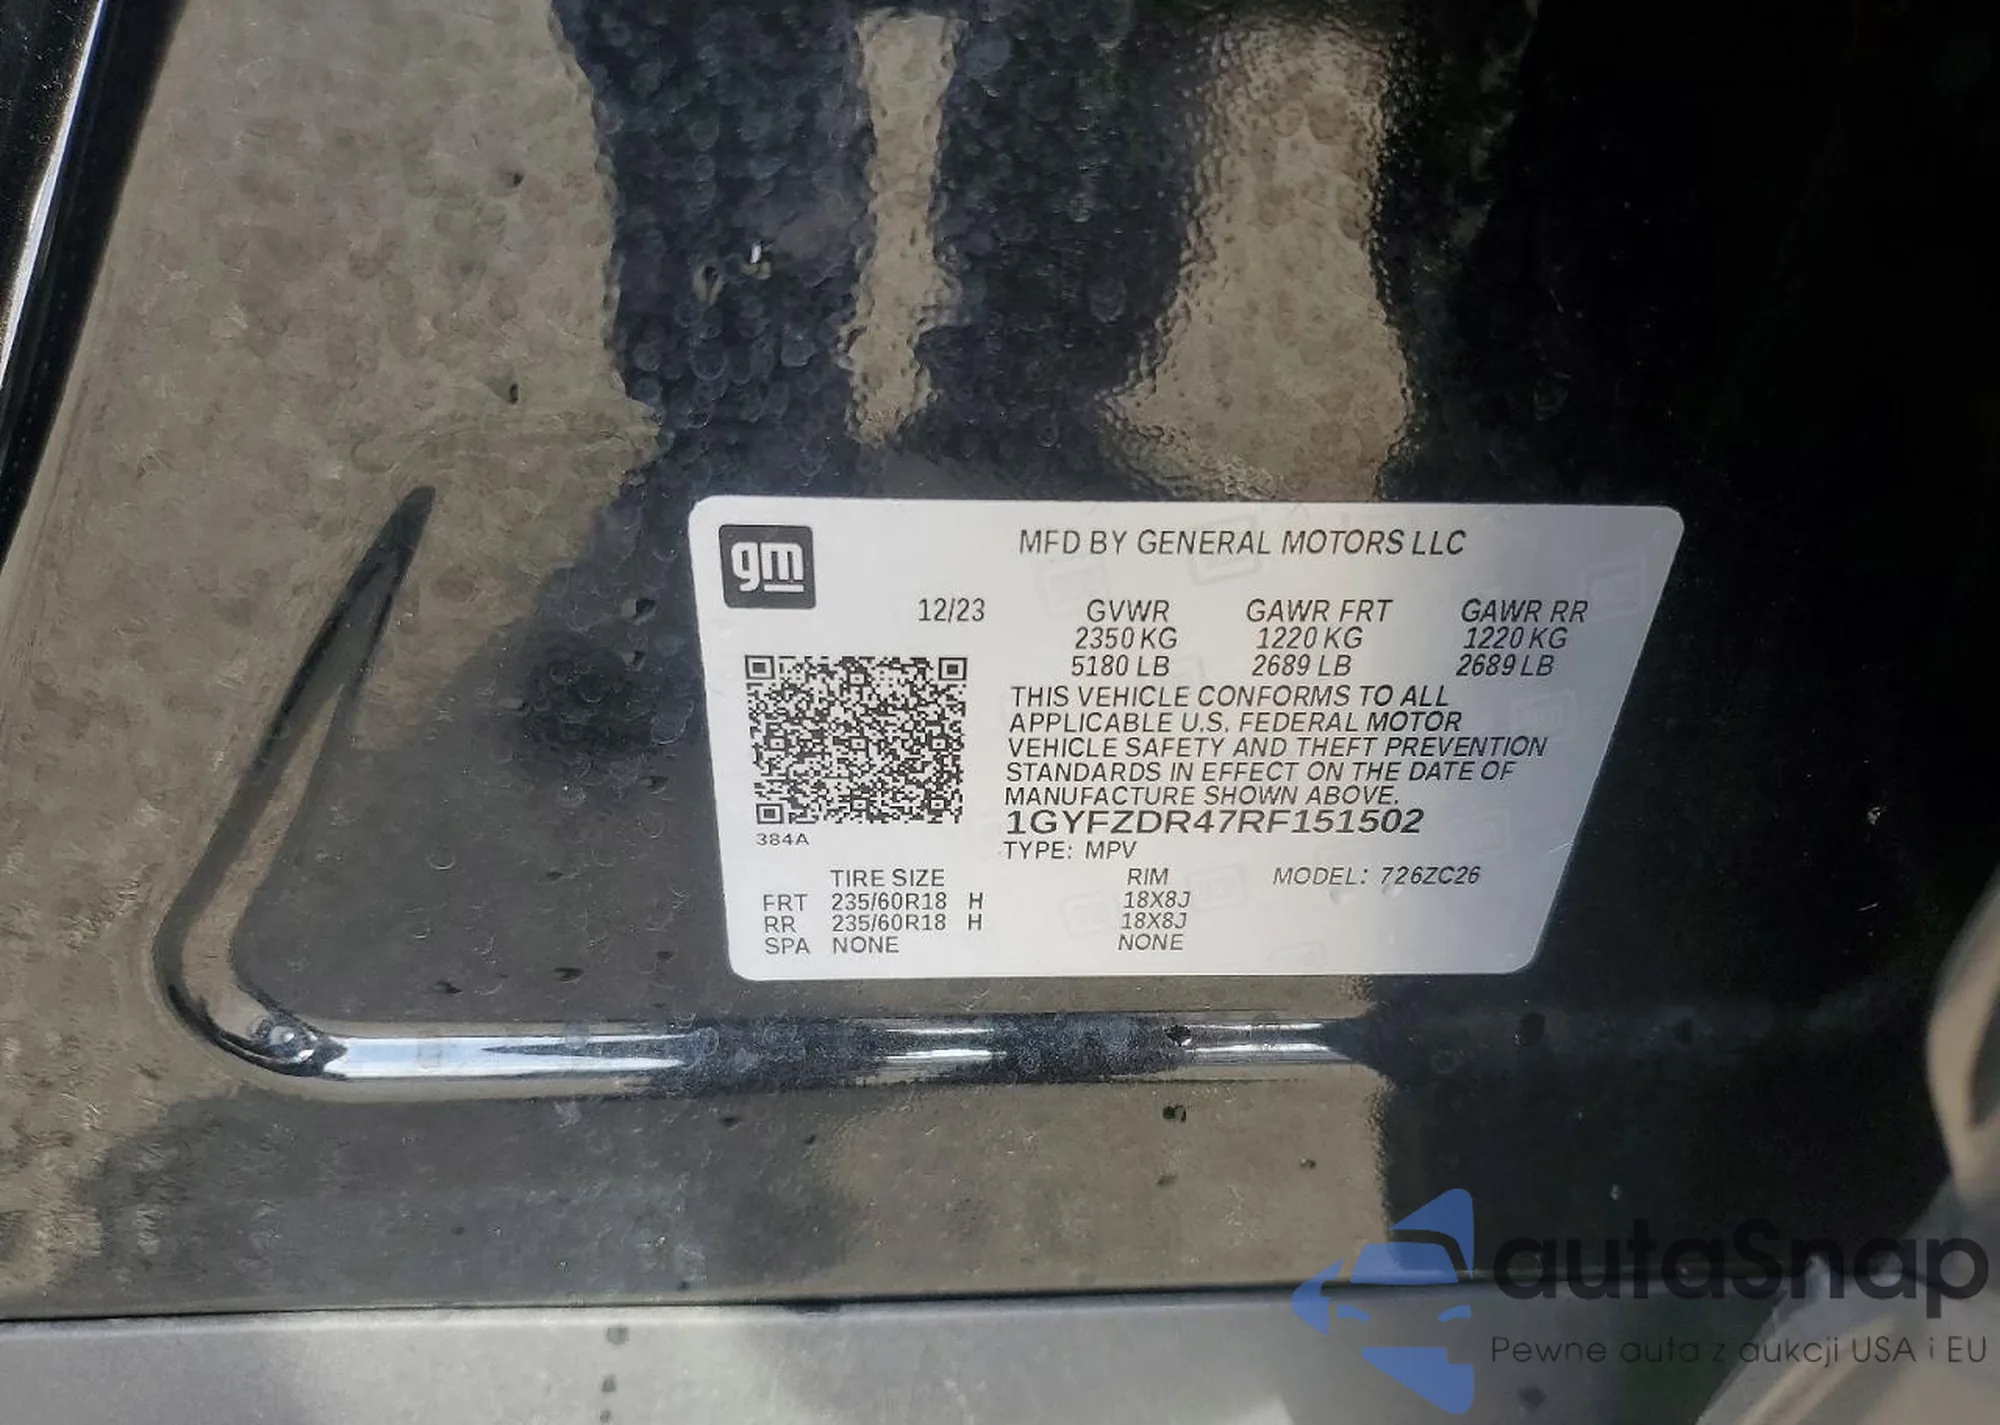 gm
MFD BY GENERAL MOTORS LLC
12/23 GVWR GAWR FRT GAWR RR
2350 KG 1220 KG 1220 KG
5180 LB 2689 LB 2689 LB
THIS VEHICLE CONFORMS TO ALL
APPLICABLE U.S. FEDERAL MOTOR
VEHICLE SAFETY AND THEFT PREVENTION
STANDARDS IN EFFECT ON THE DATE OF
MANUFACTURE SHOWN ABOVE.
1GYFZDR47RF151502
384A
TYPE: MPV
TIRE SIZE RIM MODEL: 726ZC26
FRT 235/60R18 H 18X8J
RR 235/60R18 H 18X8J
SPA NONE NONE
autaSnap
Pewne auta z aukcji USA i EU